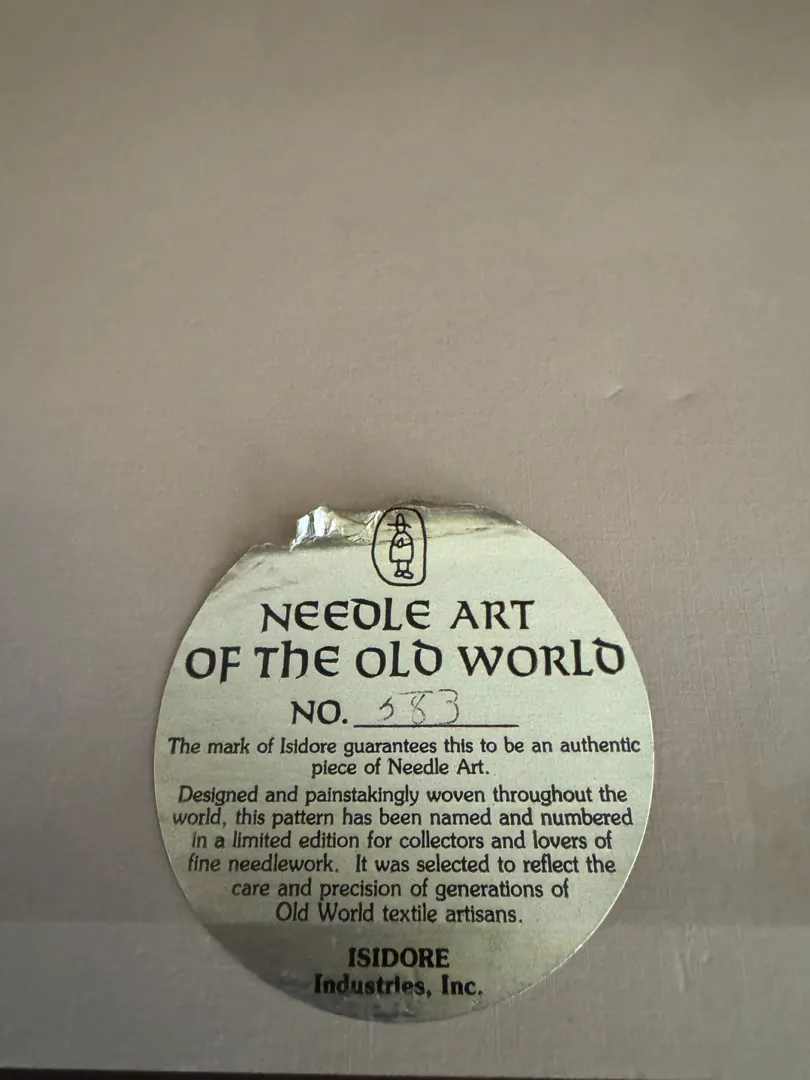 NEEDLE ART
OF THE OLD WORLD
NO. 583
The mark of Isidore guarantees this to be an authentic
piece of Needle Art.
Designed and painstakingly woven throughout the
world, this pattern has been named and numbered
in a limited edition for collectors and lovers of
fine needlework. It was selected to reflect the
care and precision of generations of
Old World textile artisans.
ISIDORE
Industries, Inc.